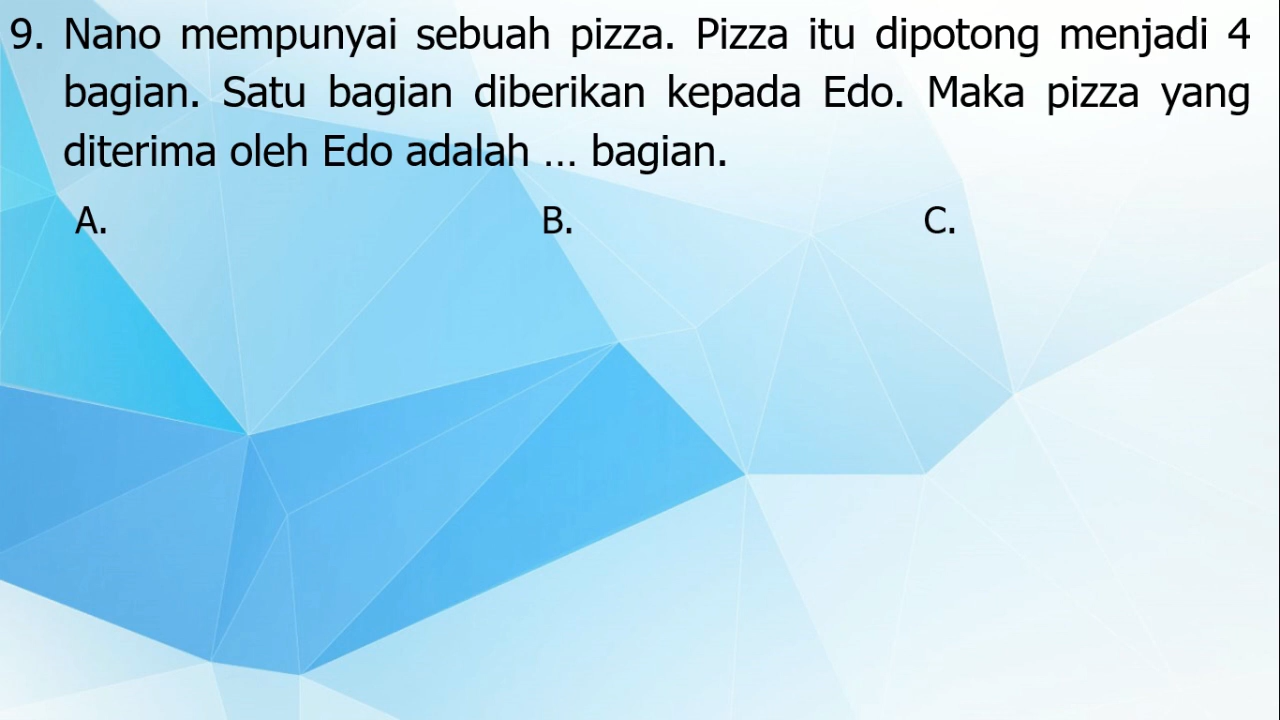 9. Nano mempunyai sebuah pizza. Pizza itu dipotong menjadi 4
bagian. Satu bagian diberikan kepada Edo. Maka pizza yang
diterima oleh Edo adalah ... bagian.
A. B. C.